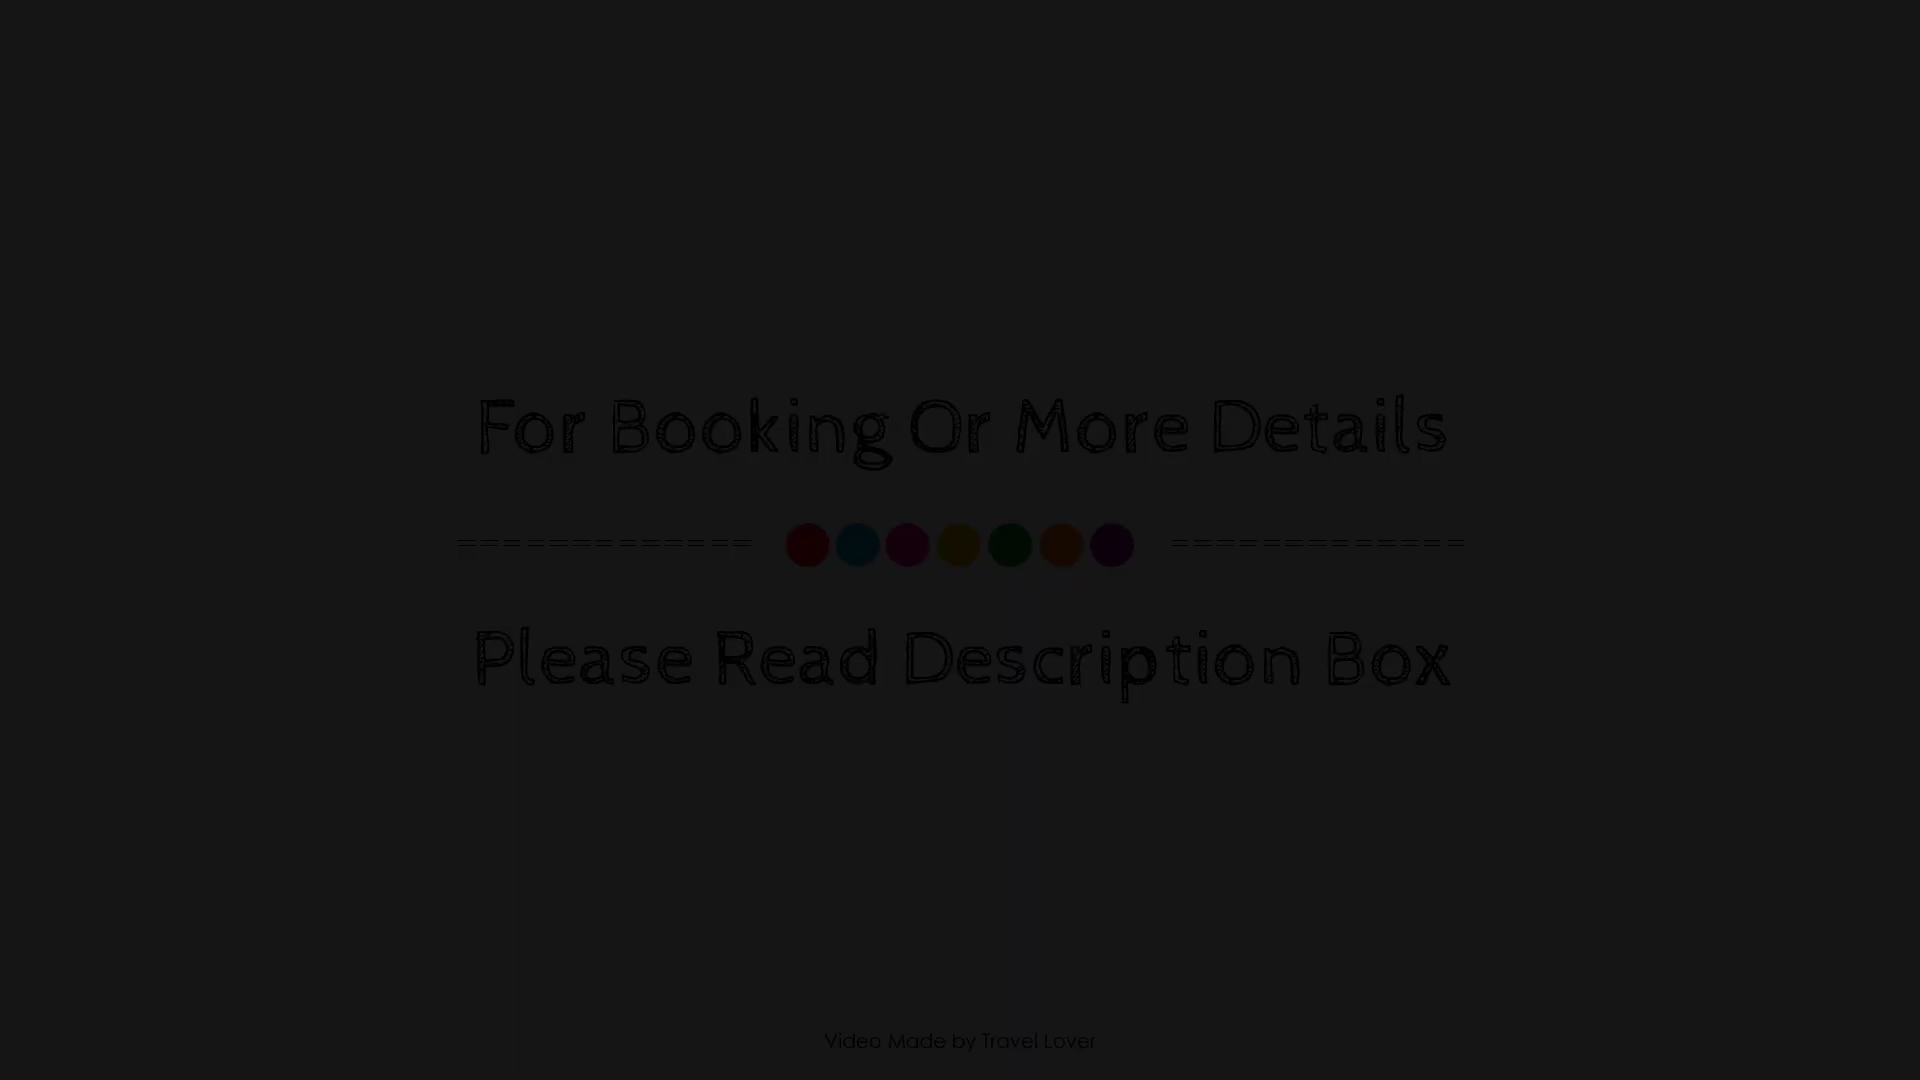 For Booking Or More Details
============= =============
Please Read Description Box
Video Made by Travel Lover